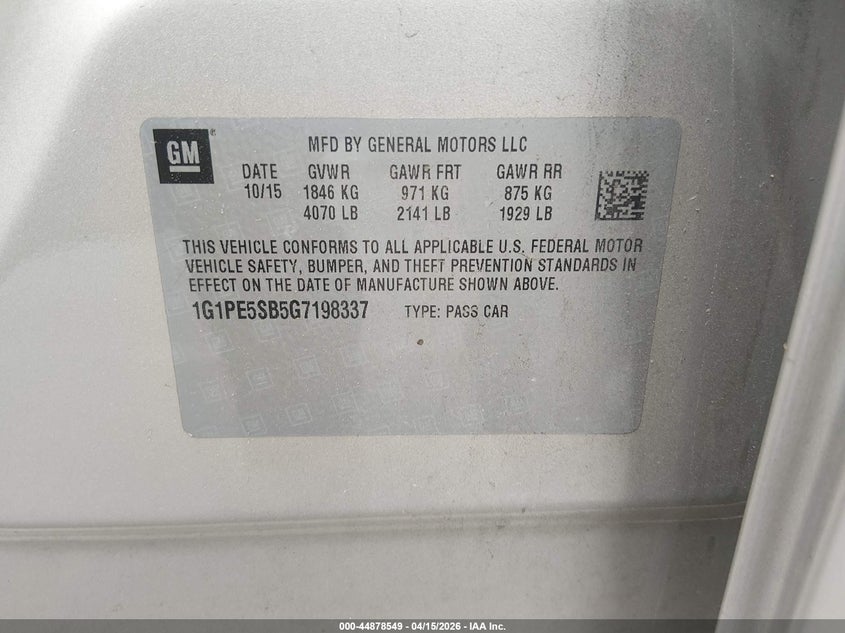 GM
MFD BY GENERAL MOTORS LLC
DATE GVWR GAWR FRT GAWR RR
10/15 1846 KG 971 KG 875 KG
4070 LB 2141 LB 1929 LB
THIS VEHICLE CONFORMS TO ALL APPLICABLE U.S. FEDERAL MOTOR
VEHICLE SAFETY, BUMPER, AND THEFT PREVENTION STANDARDS IN
EFFECT ON THE DATE OF MANUFACTURE SHOWN ABOVE.
1G1PE5SB5G7198337 TYPE: PASS CAR
000-44878549 - 04/15/2026 - IAA Inc.